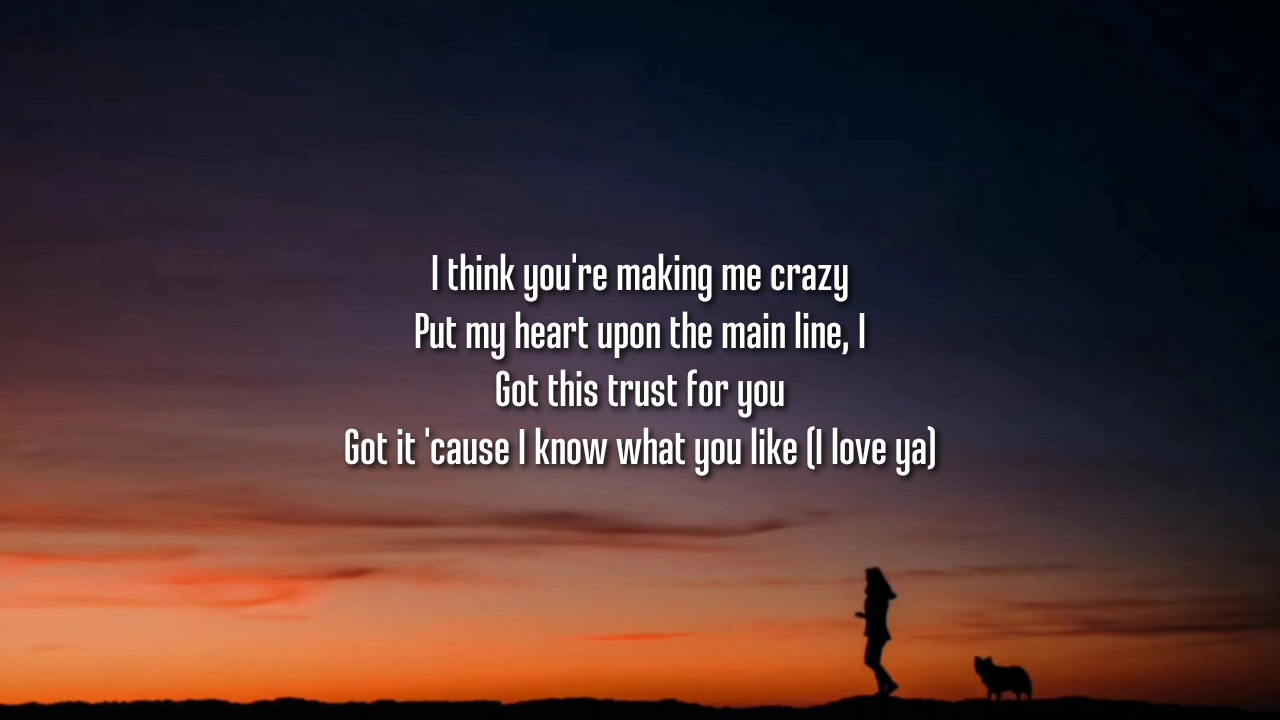 I think you're making me crazy
Put my heart upon the main line, I
Got this trust for you
Got it 'cause I know what you like (I love ya)